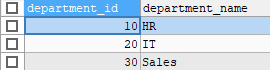 department_id department_name
10 HR
20 IT
30 Sales